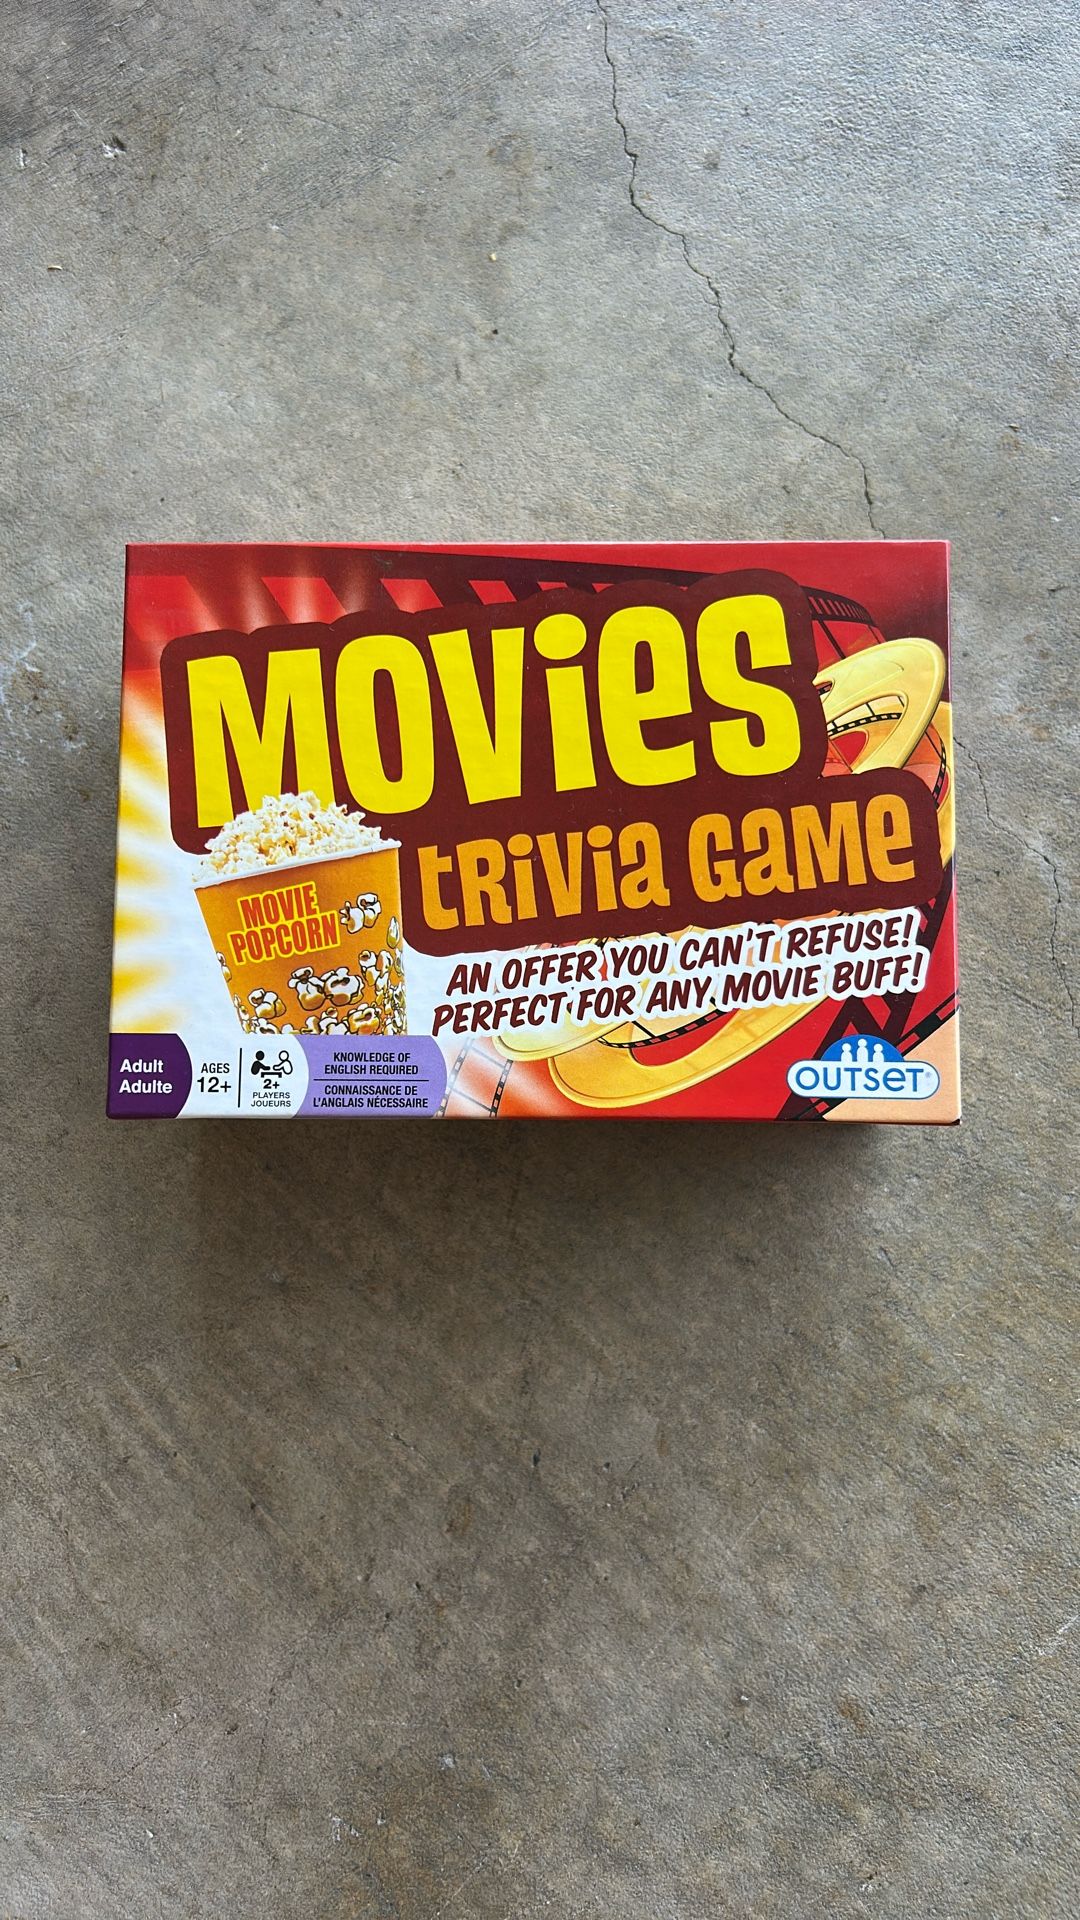 MOVIES
TRIVIA GAME
AN OFFER YOU CAN'T REFUSE!
PERFECT FOR ANY MOVIE BUFF!
MOVIE
POPCORN
Adult
Adulte
AGES
12+
2+
PLAYERS
JOUEURS
KNOWLEDGE OF
ENGLISH REQUIRED
CONNAISSANCE DE
L'ANGLAIS NÉCESSAIRE
OUTSET